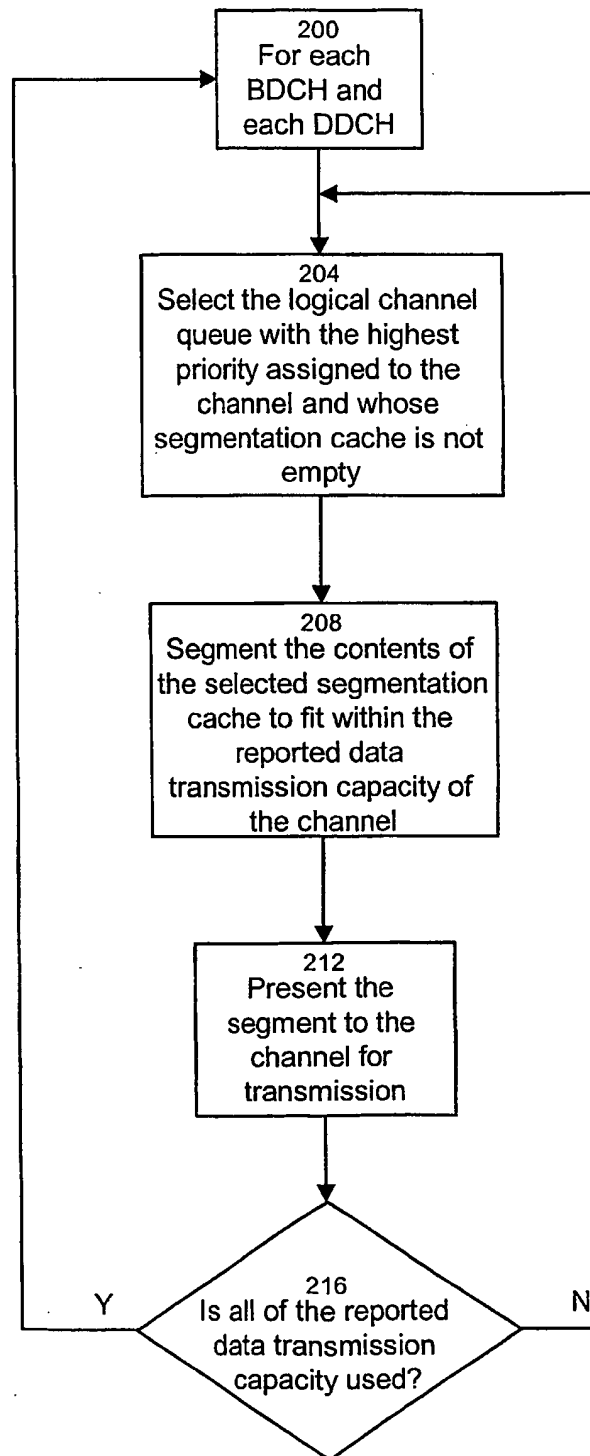 200
For each
BDCH and
each DDCH
204
Select the logical channel
queue with the highest
priority assigned to the
channel and whose
segmentation cache is not
empty
208
Segment the contents of
the selected segmentation
cache to fit within the
reported data
transmission capacity of
the channel
212
Present the
segment to the
channel for
transmission
216
Is all of the reported
data transmission
capacity used?
Y
N